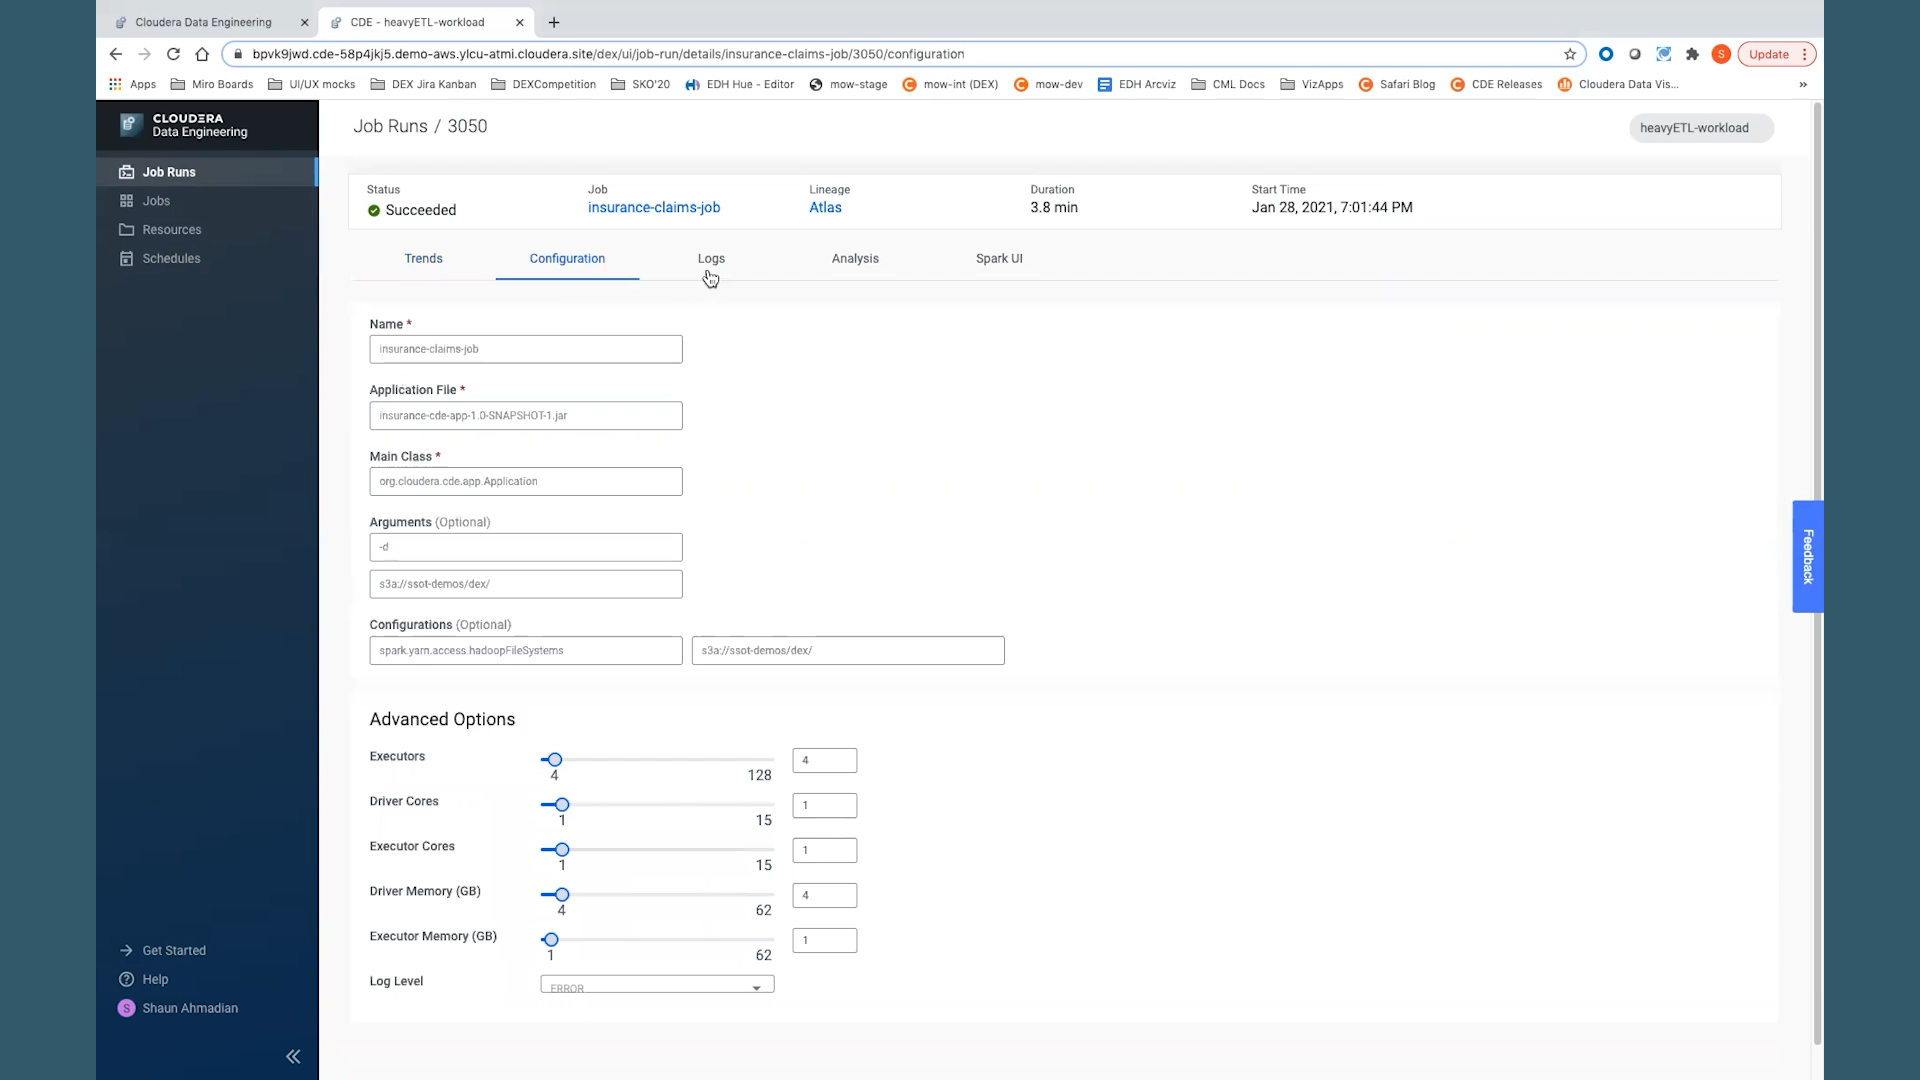 Cloudera Data Engineering
CDE - heavyETL-workload
bpvk9jwd.cde-58p4jkj5.demo-aws.ylcu-atmi.cloudera.site/dex/ui/job-run/details/insurance-claims-job/3050/configuration
S
Update
Apps
Miro Boards
UI/UX mocks
DEX Jira Kanban
DEXCompetition
SKO'20
EDH Hue - Editor
mow-stage
mow-int (DEX)
mow-dev
EDH Arcviz
CML Docs
VizApps
Safari Blog
CDE Releases
Cloudera Data Vis...
»
CLOUDERA
Data Engineering
Job Runs
Jobs
Resources
Schedules
Get Started
Help
S Shaun Ahmadian
Job Runs / 3050
heavyETL-workload
Status
Succeeded
Job
insurance-claims-job
Lineage
Atlas
Duration
3.8 min
Start Time
Jan 28, 2021, 7:01:44 PM
Trends
Configuration
Logs
Analysis
Spark UI
Name *
insurance-claims-job
Application File *
insurance-cde-app-1.0-SNAPSHOT-1.jar
Main Class *
org.cloudera.cde.app.Application
Arguments (Optional)
-d
s3a://ssot-demos/dex/
Configurations (Optional)
spark.yarn.access.hadoopFileSystems
s3a://ssot-demos/dex/
Advanced Options
Executors
4
128
4
Driver Cores
1
15
1
Executor Cores
1
15
1
Driver Memory (GB)
4
62
4
Executor Memory (GB)
1
62
1
Log Level
ERROR
Feedback